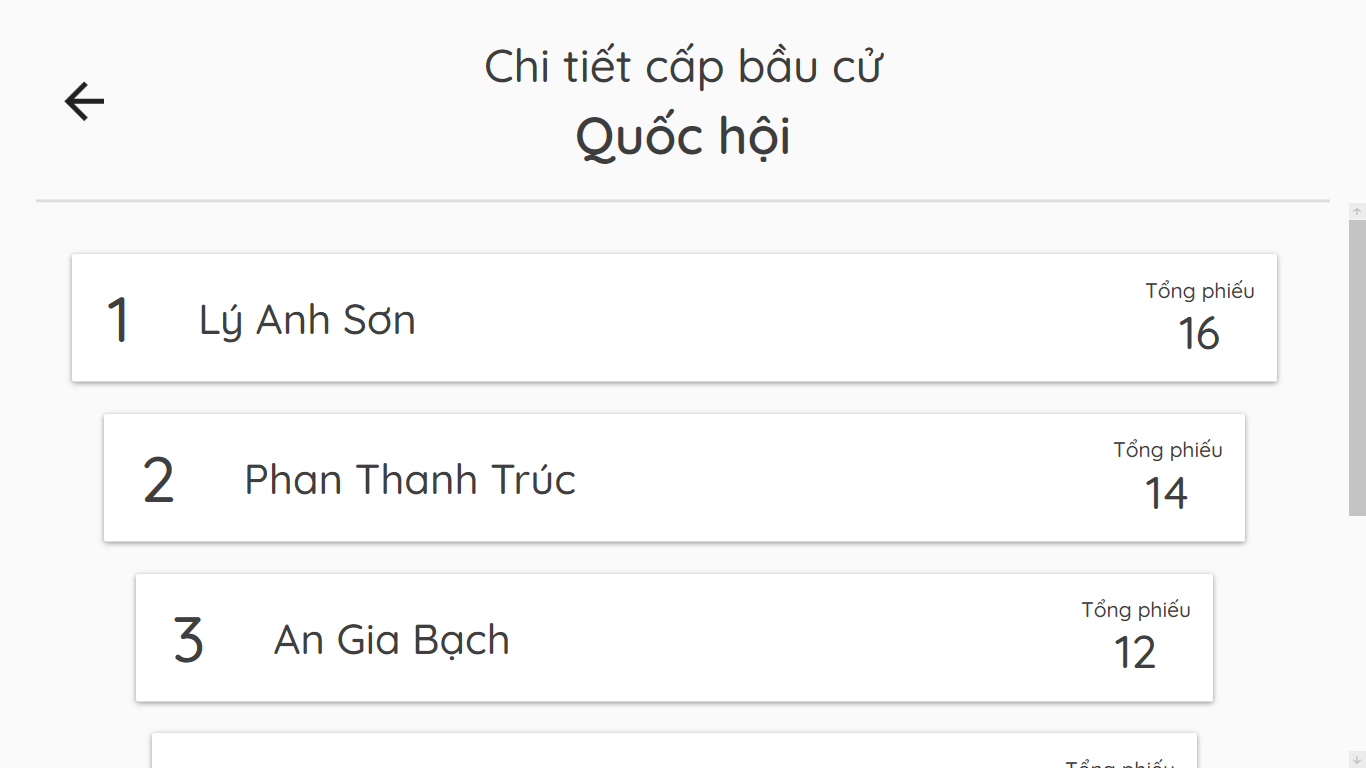 Chi tiết cấp bầu cử
Quốc hội
1 Lý Anh Sơn
Tổng phiếu
16
2 Phan Thanh Trúc
Tổng phiếu
14
3 An Gia Bạch
Tổng phiếu
12
Tổng phiếu